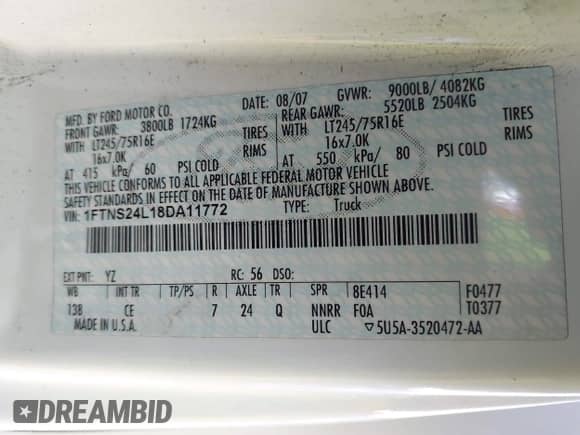 MFD. BY FORD MOTOR CO.
DATE: 08/07 GVWR: 9000LB/ 4082KG
FRONT GAWR: 3800LB 1724KG
REAR GAWR: 5520LB 2504KG
WITH LT245/75R16E TIRES
WITH LT245/75R16E TIRES
16x7.0K RIMS
16x7.0K RIMS
AT 415 kPa/ 60 PSI COLD
AT 550 kPa/ 80 PSI COLD
THIS VEHICLE CONFORMS TO ALL APPLICABLE FEDERAL MOTOR VEHICLE
SAFETY STANDARDS IN EFFECT ON THE DATE OF MANUFACTURE SHOWN ABOVE.
VIN: 1FTNS24L18DA11772 TYPE: Truck
EXT PNT: YZ RC: 56 DSO:
WB INT TR TP/PS R AXLE TR SPR 8E414 F0477
138 CE 7 24 Q NNRR FOA T0377
MADE IN U.S.A. ULC ▽5U5A-3520472-AA
DREAMBID